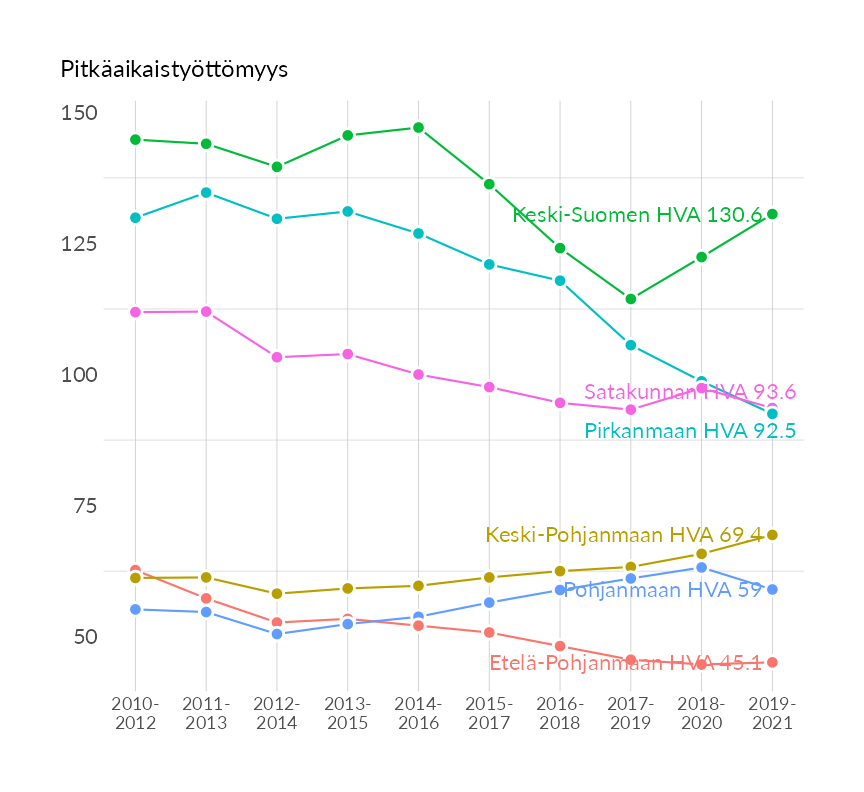 Pitkäaikaistyöttömyys
150
125
100
75
50
Keski-Suomen HVA 130.6
Satakunnan HVA 93.6
Pirkanmaan HVA 92.5
Keski-Pohjanmaan HVA 69.4
Pohjanmaan HVA 59
Etelä-Pohjanmaan HVA 45.1
2010- 2011- 2012- 2013- 2014- 2015- 2016- 2017- 2018- 2019-
2012 2013 2014 2015 2016 2017 2018 2019 2020 2021